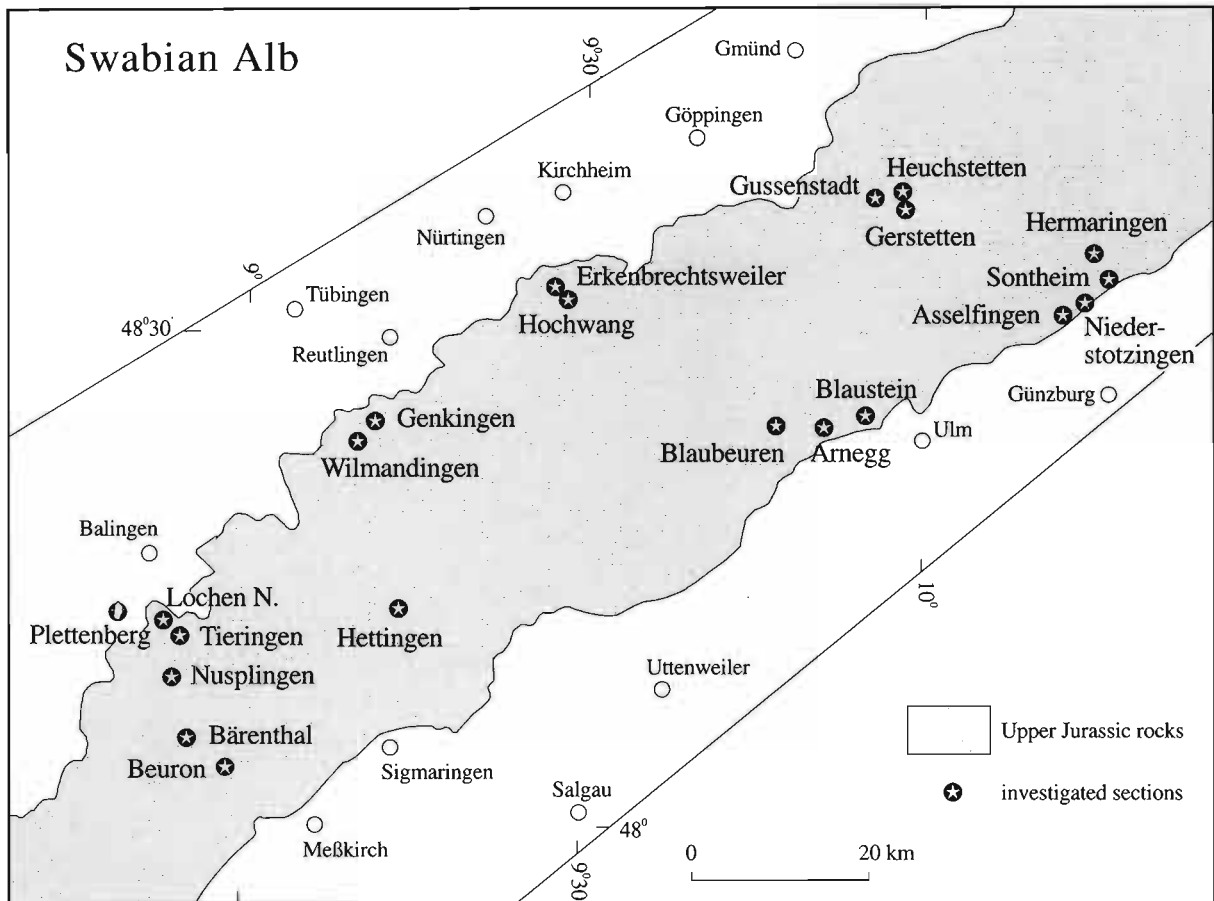 Swabian Alb
9°30
Gmünd
Göppingen
Kirchheim
Heuchstetten
Gussenstadt
Nürtingen
Gerstetten
Hermaringen
9°
Erkenbrechtsweiler
Sontheim
Tübingen
Hochwang
Asselfingen
48°30
Nieder-
stotzingen
Reutlingen
Blaustein
Günzburg
Genkingen
Ulm
Wilmandingen
Blaubeuren
Arnegg
Balingen
10°
Lochen N.
Plettenberg
Tieringen
Hettingen
Nusplingen
Uttenweiler
Bärenthal
Upper Jurassic rocks
Beuron
Sigmaringen
Salgau
investigated sections
48°
Meßkirch
9°30
0
20 km